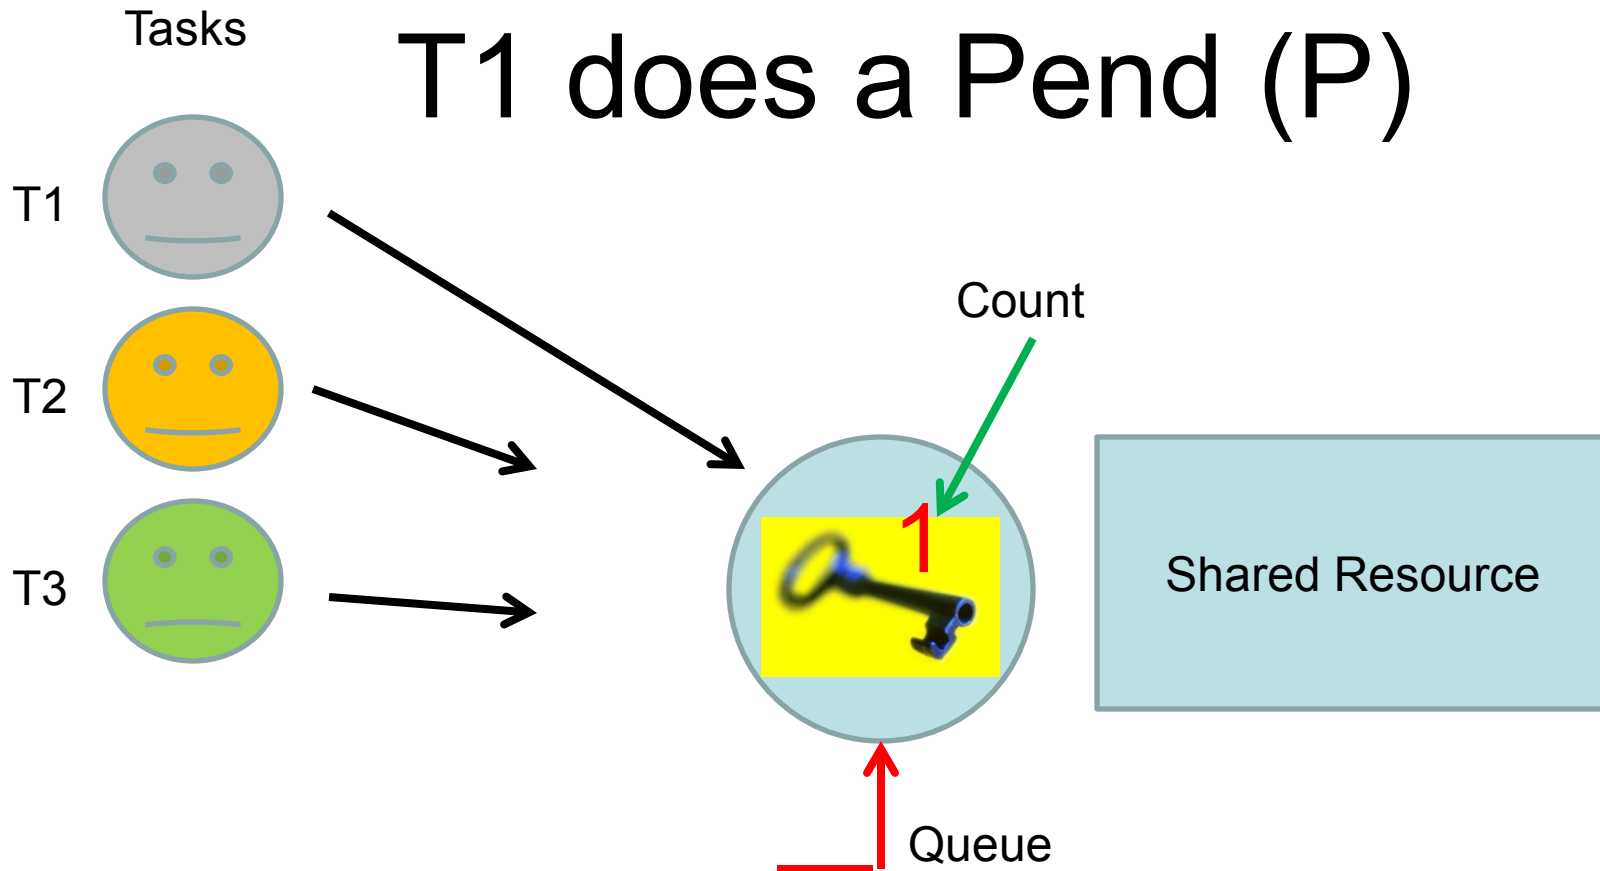 Tasks
T1 does a Pend (P)
T1
Count
T2
1
T3
Shared Resource
Queue